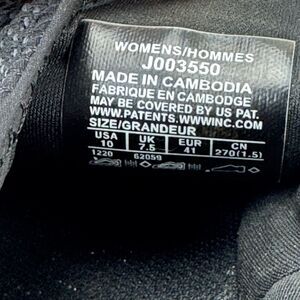 WOMENS/HOMMES
J003550
MADE IN CAMBODIA
FABRIQUE EN CAMBODGE
MAY BE COVERED BY US PAT.
WWW.PATENTS.WWWINC.COM
SIZE/GRANDEUR
USA UK EUR CN
10 7.5 41 270(1.5)
1220 62059